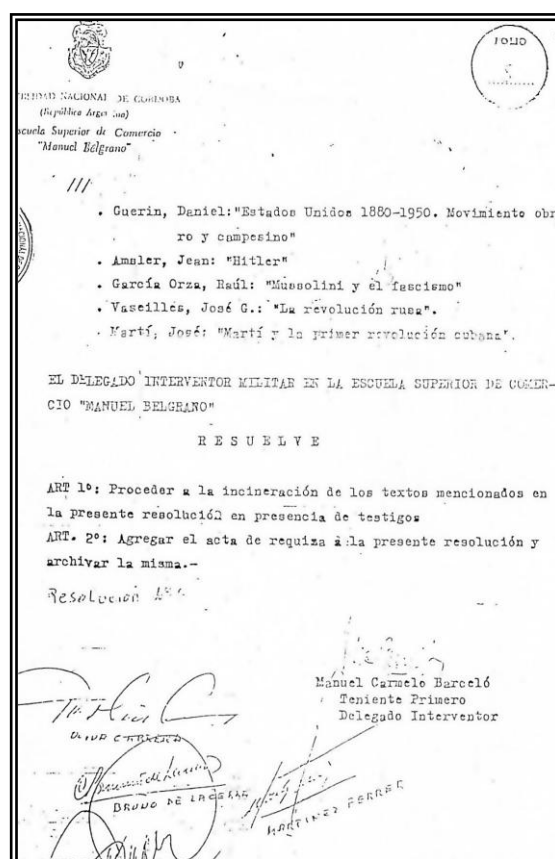 FOLIO
NACIONAL DE CORDOBA
(República Argentina)
Escuela Superior de Comercio
"Manuel Belgrano"
///
. Guerin, Daniel: "Estados Unidos 1880-1950. Movimiento obre
ro y campesino"
. Amsler, Jean: "Hitler"
. García Orza, Raúl: "Mussolini y el fascismo"
. Vaseilles, José G.: "La revolución rusa".
. Martí, José: "Martí y la primer revolución cubana".
EL DELEGADO INTERVENTOR MILITAR EN LA ESCUELA SUPERIOR DE COMER-
CIO "MANUEL BELGRANO"
R E S U E L V E
ART 1º: Proceder a la incineración de los textos mencionados en
la presente resolución en presencia de testigos
ART. 2º: Agregar el acta de requiza a la presente resolución y
archivar la misma.-
Resolución
Manuel Carmelo Barceló
Teniente Primero
Delegado Interventor
CABRERA
BRUNO DE LACERRA
MARTINEZ FERRER